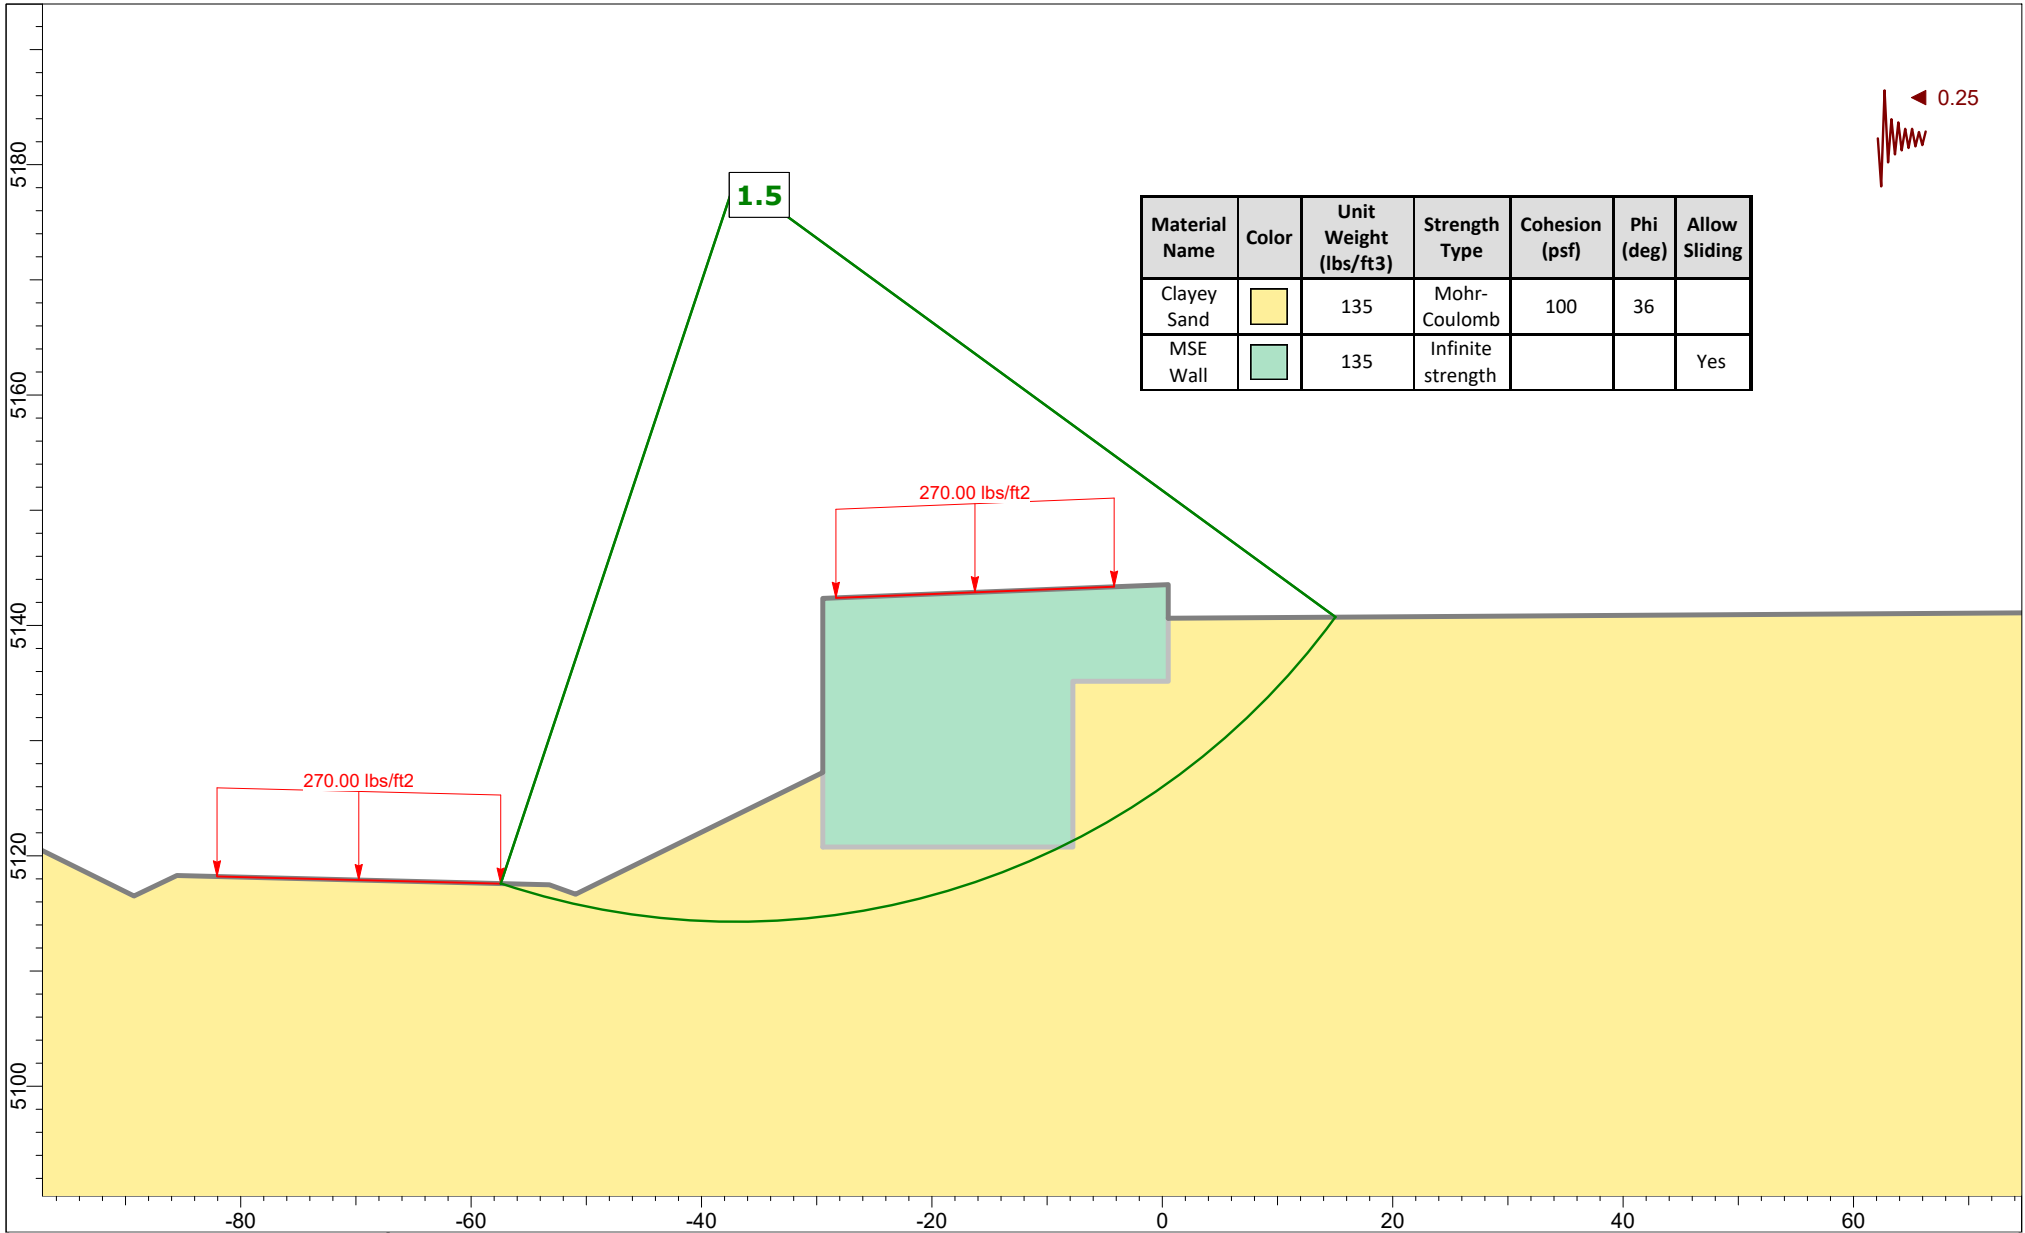 0.25
1.5
Material Name Color Unit Weight (lbs/ft3) Strength Type Cohesion (psf) Phi (deg) Allow Sliding
Clayey Sand 135 Mohr-Coulomb 100 36
MSE Wall 135 Infinite strength Yes
270.00 lbs/ft2
270.00 lbs/ft2
5180
5160
5140
5120
5100
-80 -60 -40 -20 0 20 40 60